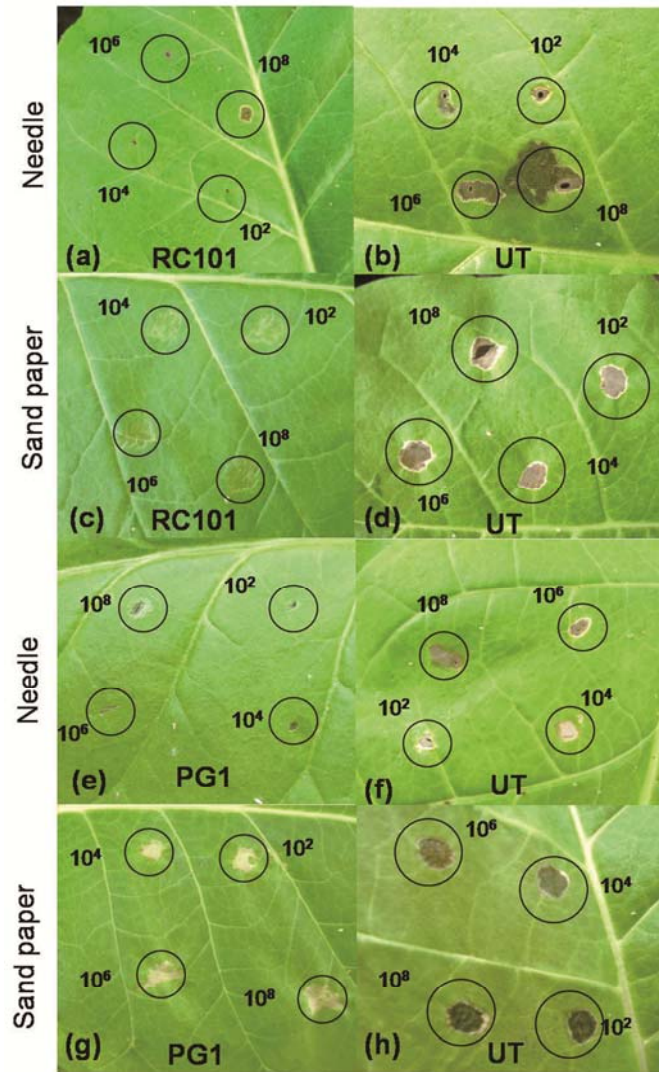 Needle
10⁶
10⁸
10⁴
10²
(a) RC101
10⁴
10²
10⁶
10⁸
(b) UT
Sand paper
10⁴
10²
10⁶
10⁸
(c) RC101
10⁸
10²
10⁶
10⁴
(d) UT
Needle
10⁸
10²
10⁶
10⁴
(e) PG1
10⁸
10⁶
10²
10⁴
(f) UT
Sand paper
10⁴
10²
10⁶
10⁸
(g) PG1
10⁶
10⁴
10⁸
10²
(h) UT